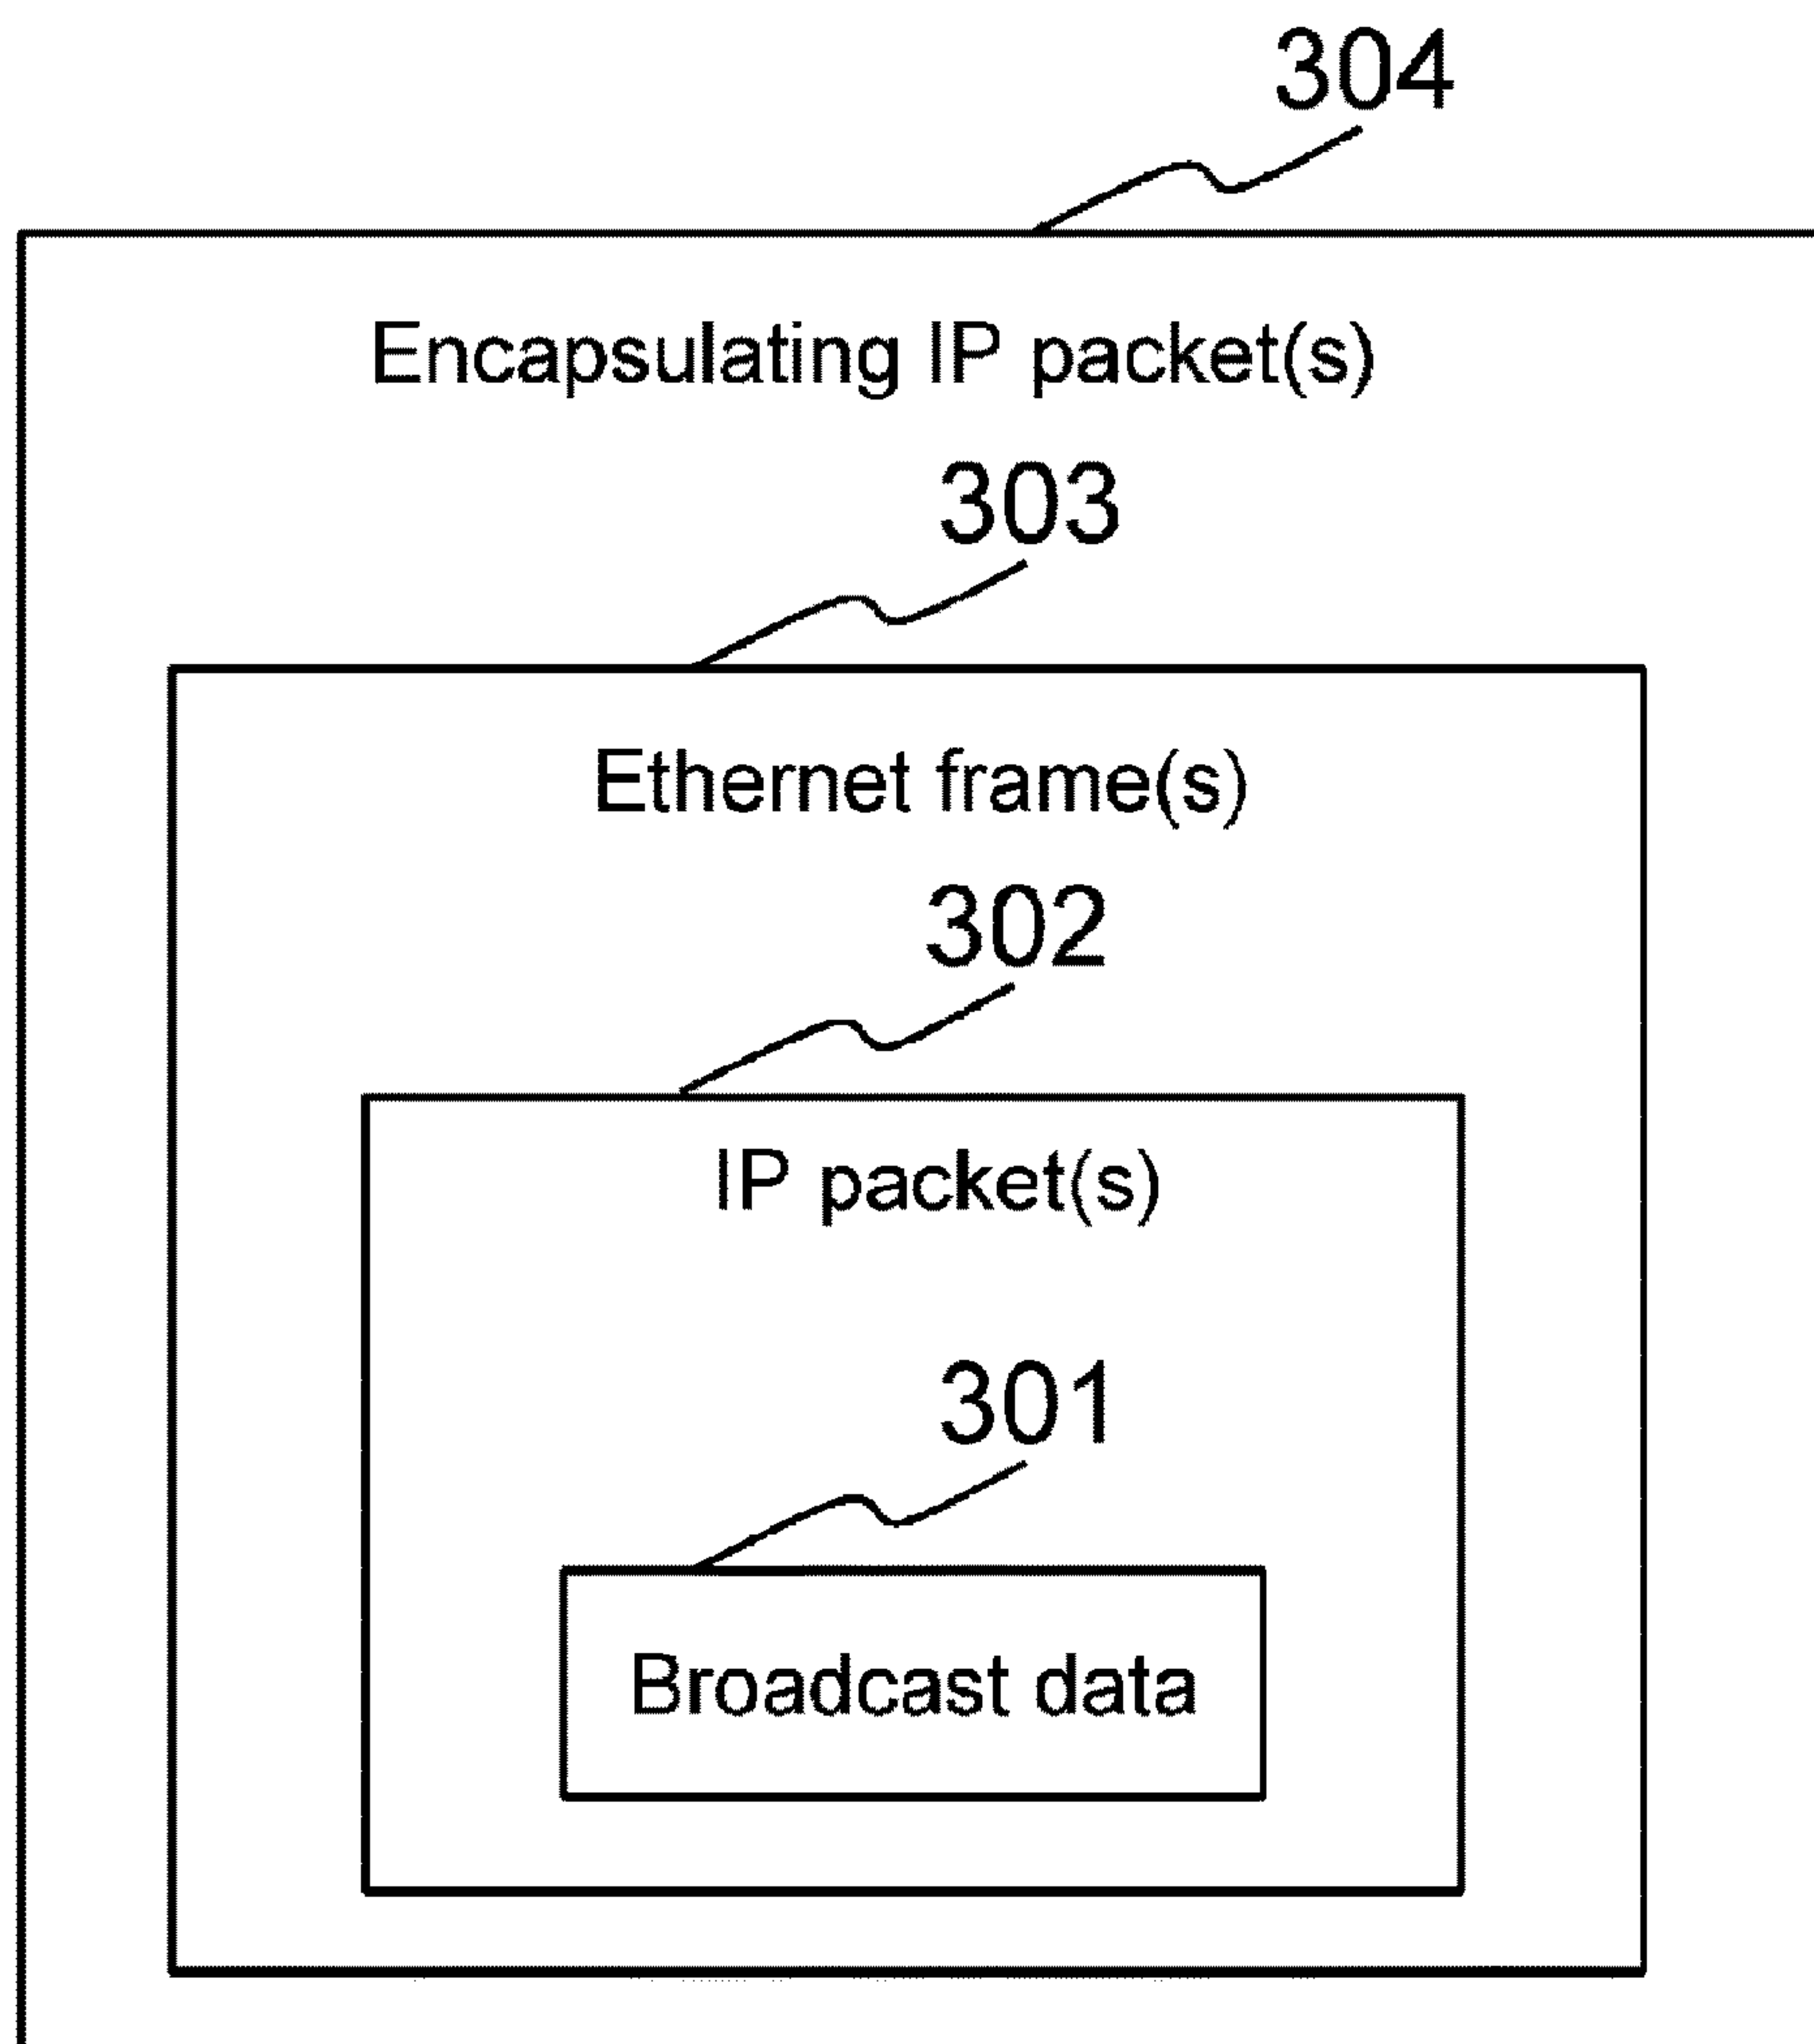 304
Encapsulating IP packet(s)
303
Ethernet frame(s)
302
IP packet(s)
301
Broadcast data